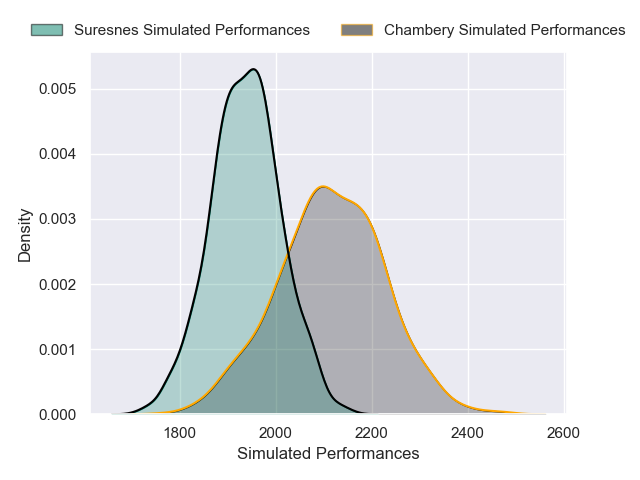 Suresnes Simulated Performances Chambery Simulated Performances
0.005
0.004
0.003
0.002
0.001
0.000
Density
1800 2000 2200 2400 2600
Simulated Performances